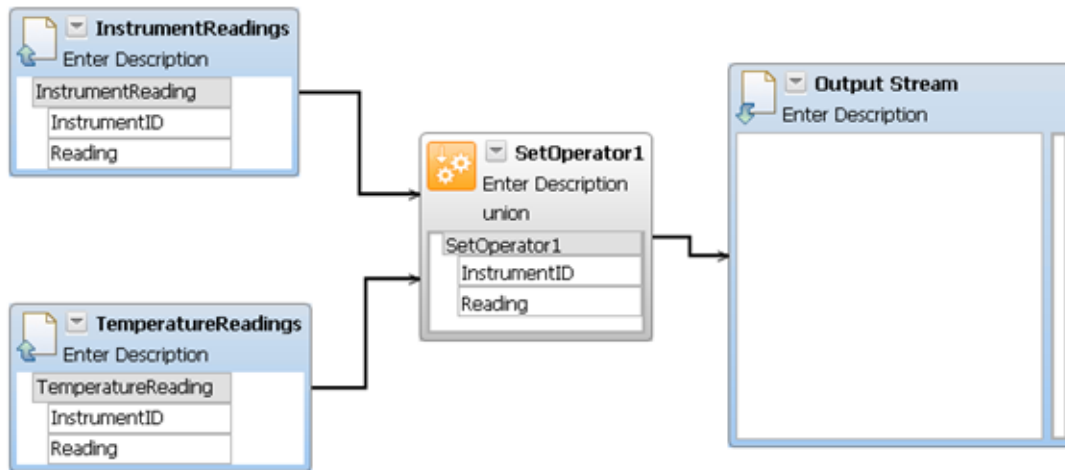 InstrumentReadings
Enter Description
InstrumentReading
InstrumentID
Reading
TemperatureReadings
Enter Description
TemperatureReading
InstrumentID
Reading
SetOperator1
Enter Description
union
SetOperator1
InstrumentID
Reading
Output Stream
Enter Description